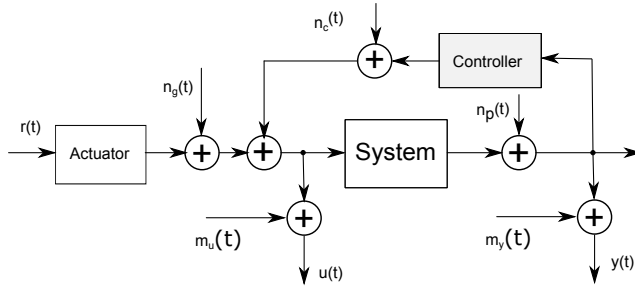 n_c(t)
Controller
n_g(t)
n_p(t)
r(t)
Actuator
+
+
+
+
System
+
+
+
m_u(t)
m_y(t)
u(t)
y(t)